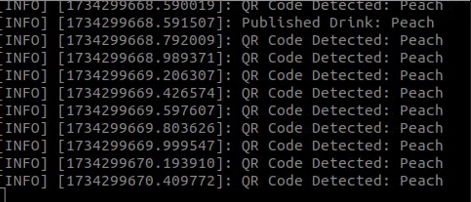 [INFO] [1734299668.590019]: QR Code Detected: Peach
[INFO] [1734299668.591507]: Published Drink: Peach
[INFO] [1734299668.792009]: QR Code Detected: Peach
[INFO] [1734299668.989371]: QR Code Detected: Peach
[INFO] [1734299669.206307]: QR Code Detected: Peach
[INFO] [1734299669.426574]: QR Code Detected: Peach
[INFO] [1734299669.597607]: QR Code Detected: Peach
[INFO] [1734299669.803626]: QR Code Detected: Peach
[INFO] [1734299669.999547]: QR Code Detected: Peach
[INFO] [1734299670.193910]: QR Code Detected: Peach
[INFO] [1734299670.409772]: QR Code Detected: Peach